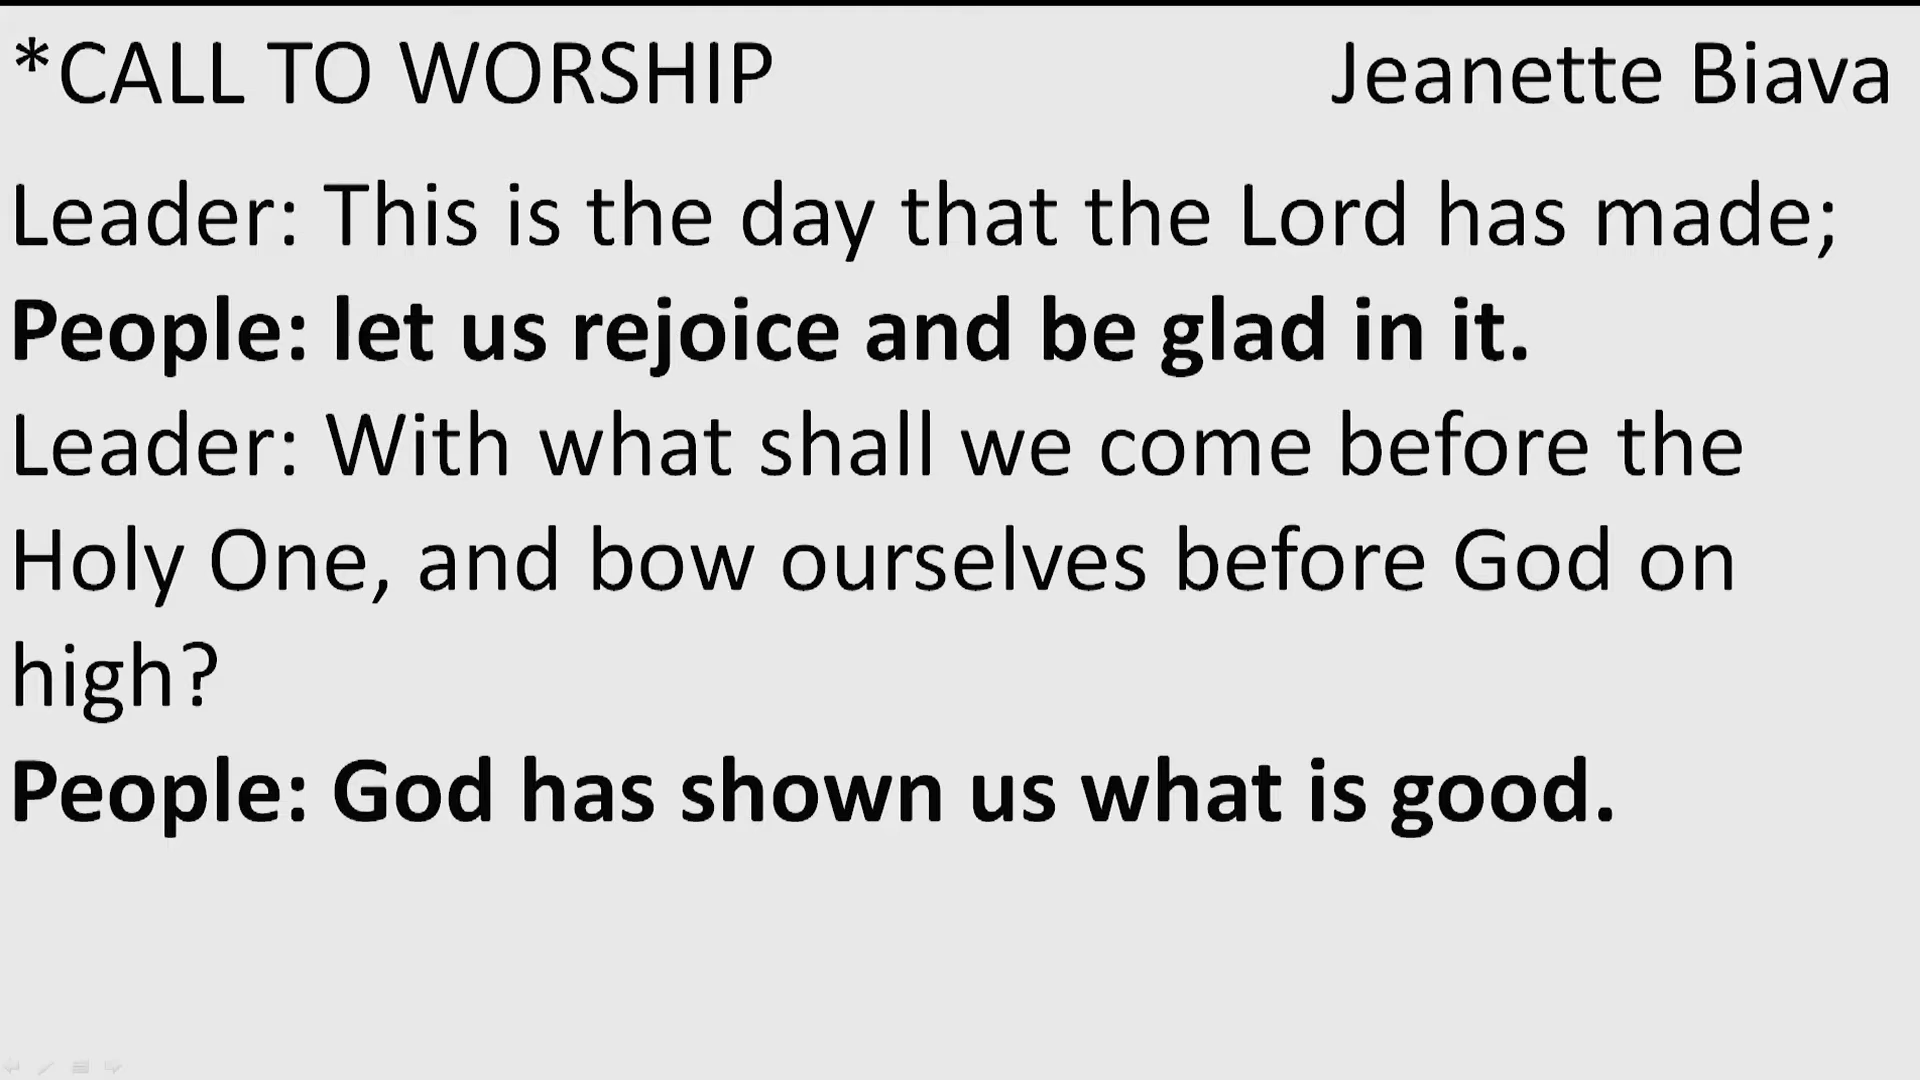 *CALL TO WORSHIP Jeanette Biava
Leader: This is the day that the Lord has made;
People: let us rejoice and be glad in it.
Leader: With what shall we come before the
Holy One, and bow ourselves before God on
high?
People: God has shown us what is good.